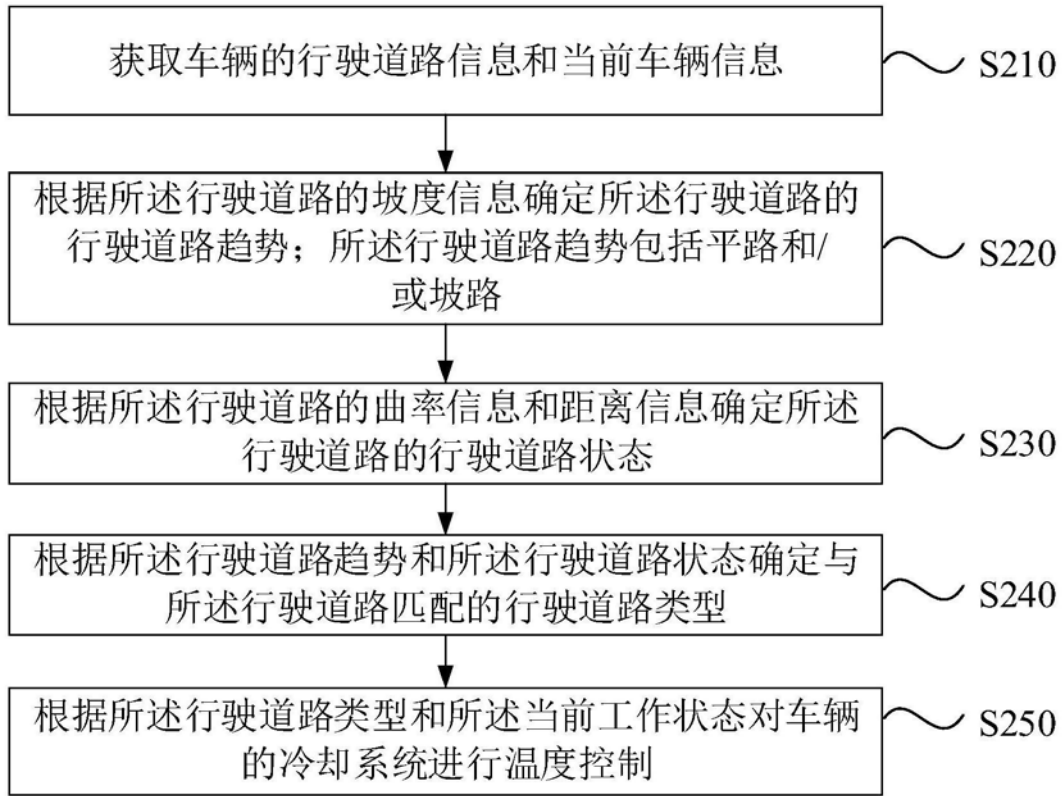 获取车辆的行驶道路信息和当前车辆信息
S210
根据所述行驶道路的坡度信息确定所述行驶道路的
行驶道路趋势；所述行驶道路趋势包括平路和/
或坡路
S220
根据所述行驶道路的曲率信息和距离信息确定所述
行驶道路的行驶道路状态
S230
根据所述行驶道路趋势和所述行驶道路状态确定与
所述行驶道路匹配的行驶道路类型
S240
根据所述行驶道路类型和所述当前工作状态对车辆
的冷却系统进行温度控制
S250